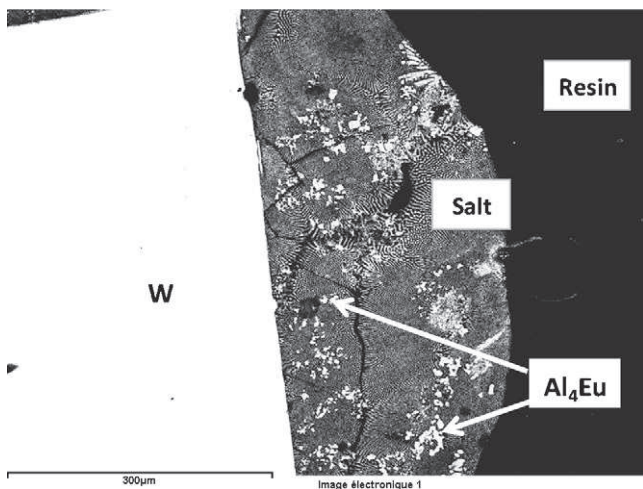 Resin
Salt
W
Al₄Eu
300µm
Image électronique 1